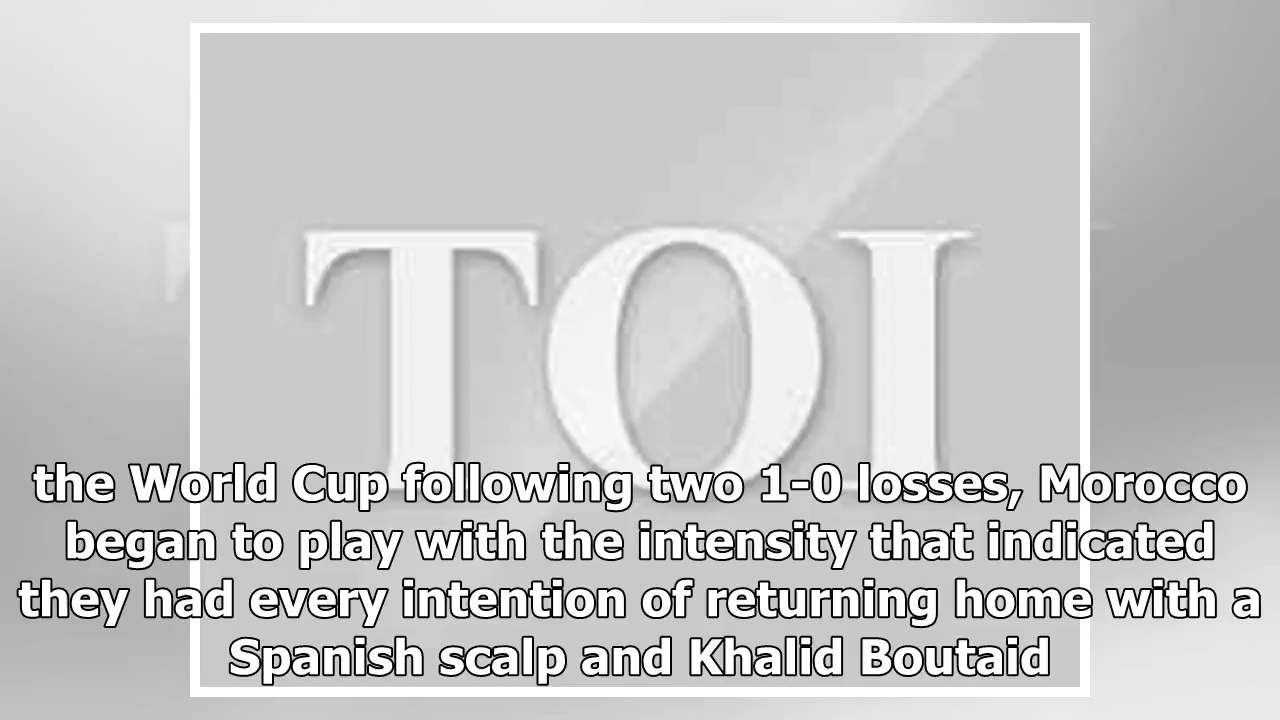 TOI
the World Cup following two 1-0 losses, Morocco
began to play with the intensity that indicated
they had every intention of returning home with a
Spanish scalp and Khalid Boutaid